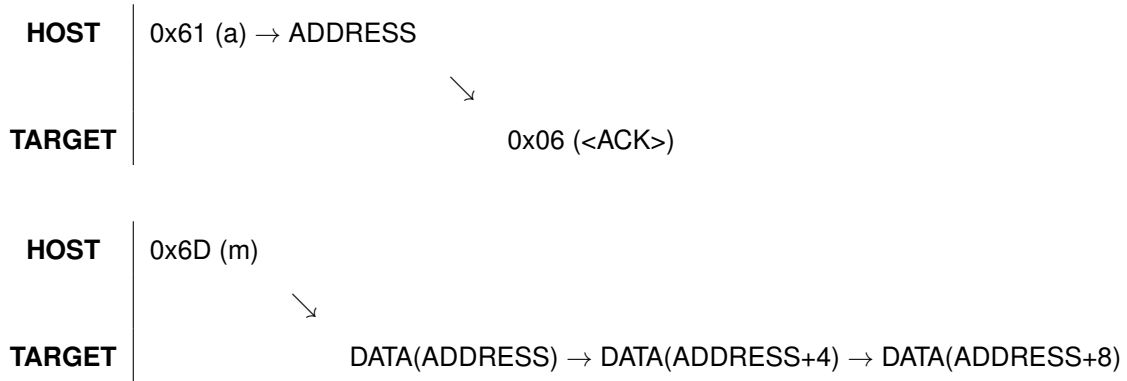 HOST 0x61 (a) → ADDRESS
↘
TARGET 0x06 (<ACK>)
HOST 0x6D (m)
↘
TARGET DATA(ADDRESS) → DATA(ADDRESS+4) → DATA(ADDRESS+8)